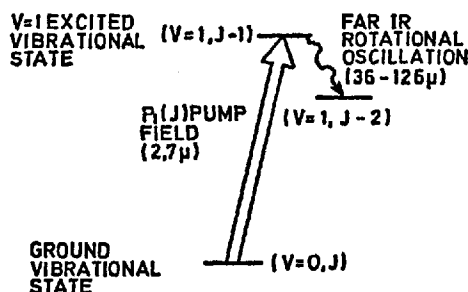 V=1 EXCITED
VIBRATIONAL
STATE
(V=1, J-1)
FAR IR
ROTATIONAL
OSCILLATION
(36-126μ)
P₁(J) PUMP
FIELD
(2,7μ)
(V=1, J-2)
GROUND
VIBRATIONAL
STATE
(V=0,J)